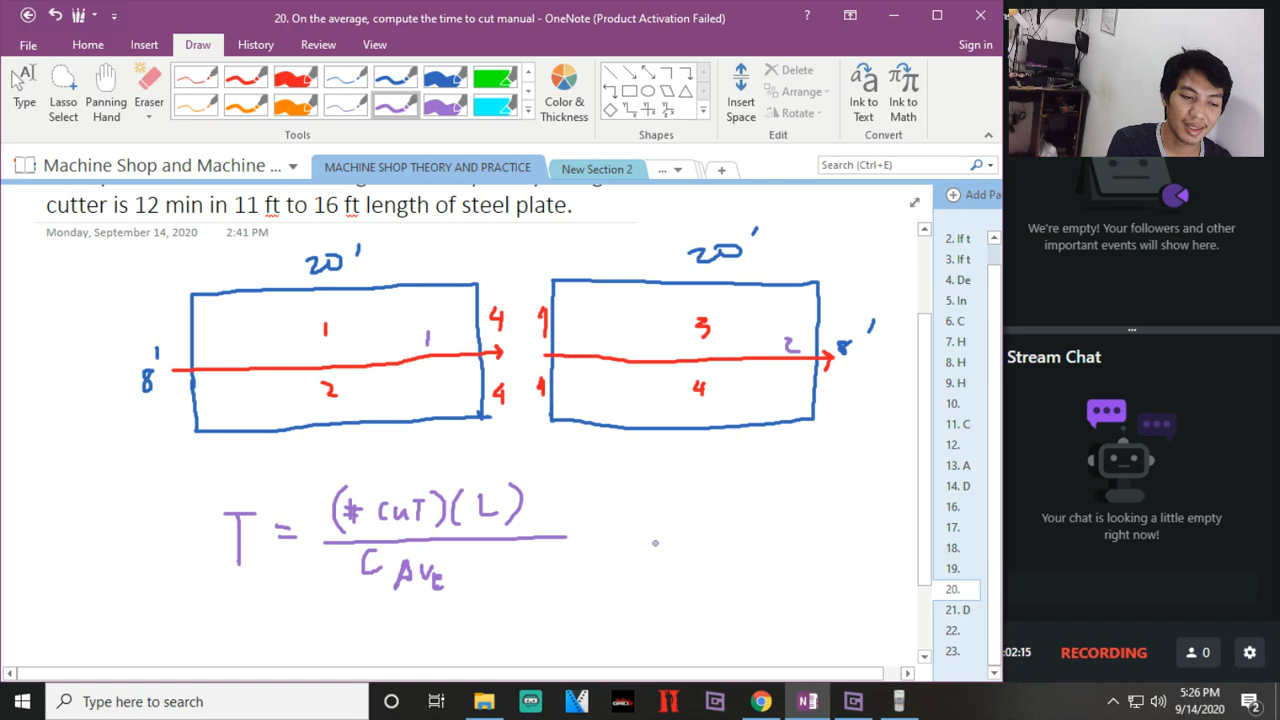 20. On the average, compute the time to cut manual - OneNote (Product Activation Failed)
?
File Home Insert Draw History Review View
Sign in
Type
Lasso Select
Panning Hand
Eraser
Color & Thickness
Insert Space
Delete
Arrange
Rotate
Ink to Text
Ink to Math
Tools
Shapes
Edit
Convert
Machine Shop and Machine ...
MACHINE SHOP THEORY AND PRACTICE
New Section 2
...
Search (Ctrl+E)
cutter is 12 min in 11 ft to 16 ft length of steel plate.
Monday, September 14, 2020 2:41 PM
20'
20'
1
1
4
4
3
2
8'
8'
2
4
4
4
T = (# CUT)(L)
C AVE
Add Pa
2. If t
3. If t
4. De
5. In
6. C
7. H
8. H
9. H
10.
11. C
12.
13. A
14. D
16.
17.
18.
19.
20.
21. D
22.
23.
We're empty! Your followers and other
interesting events will show here.
Stream Chat
Your chat is looking a little empty
right now!
:02:15
RECORDING
0
Type here to search
5:26 PM
9/14/2020
2